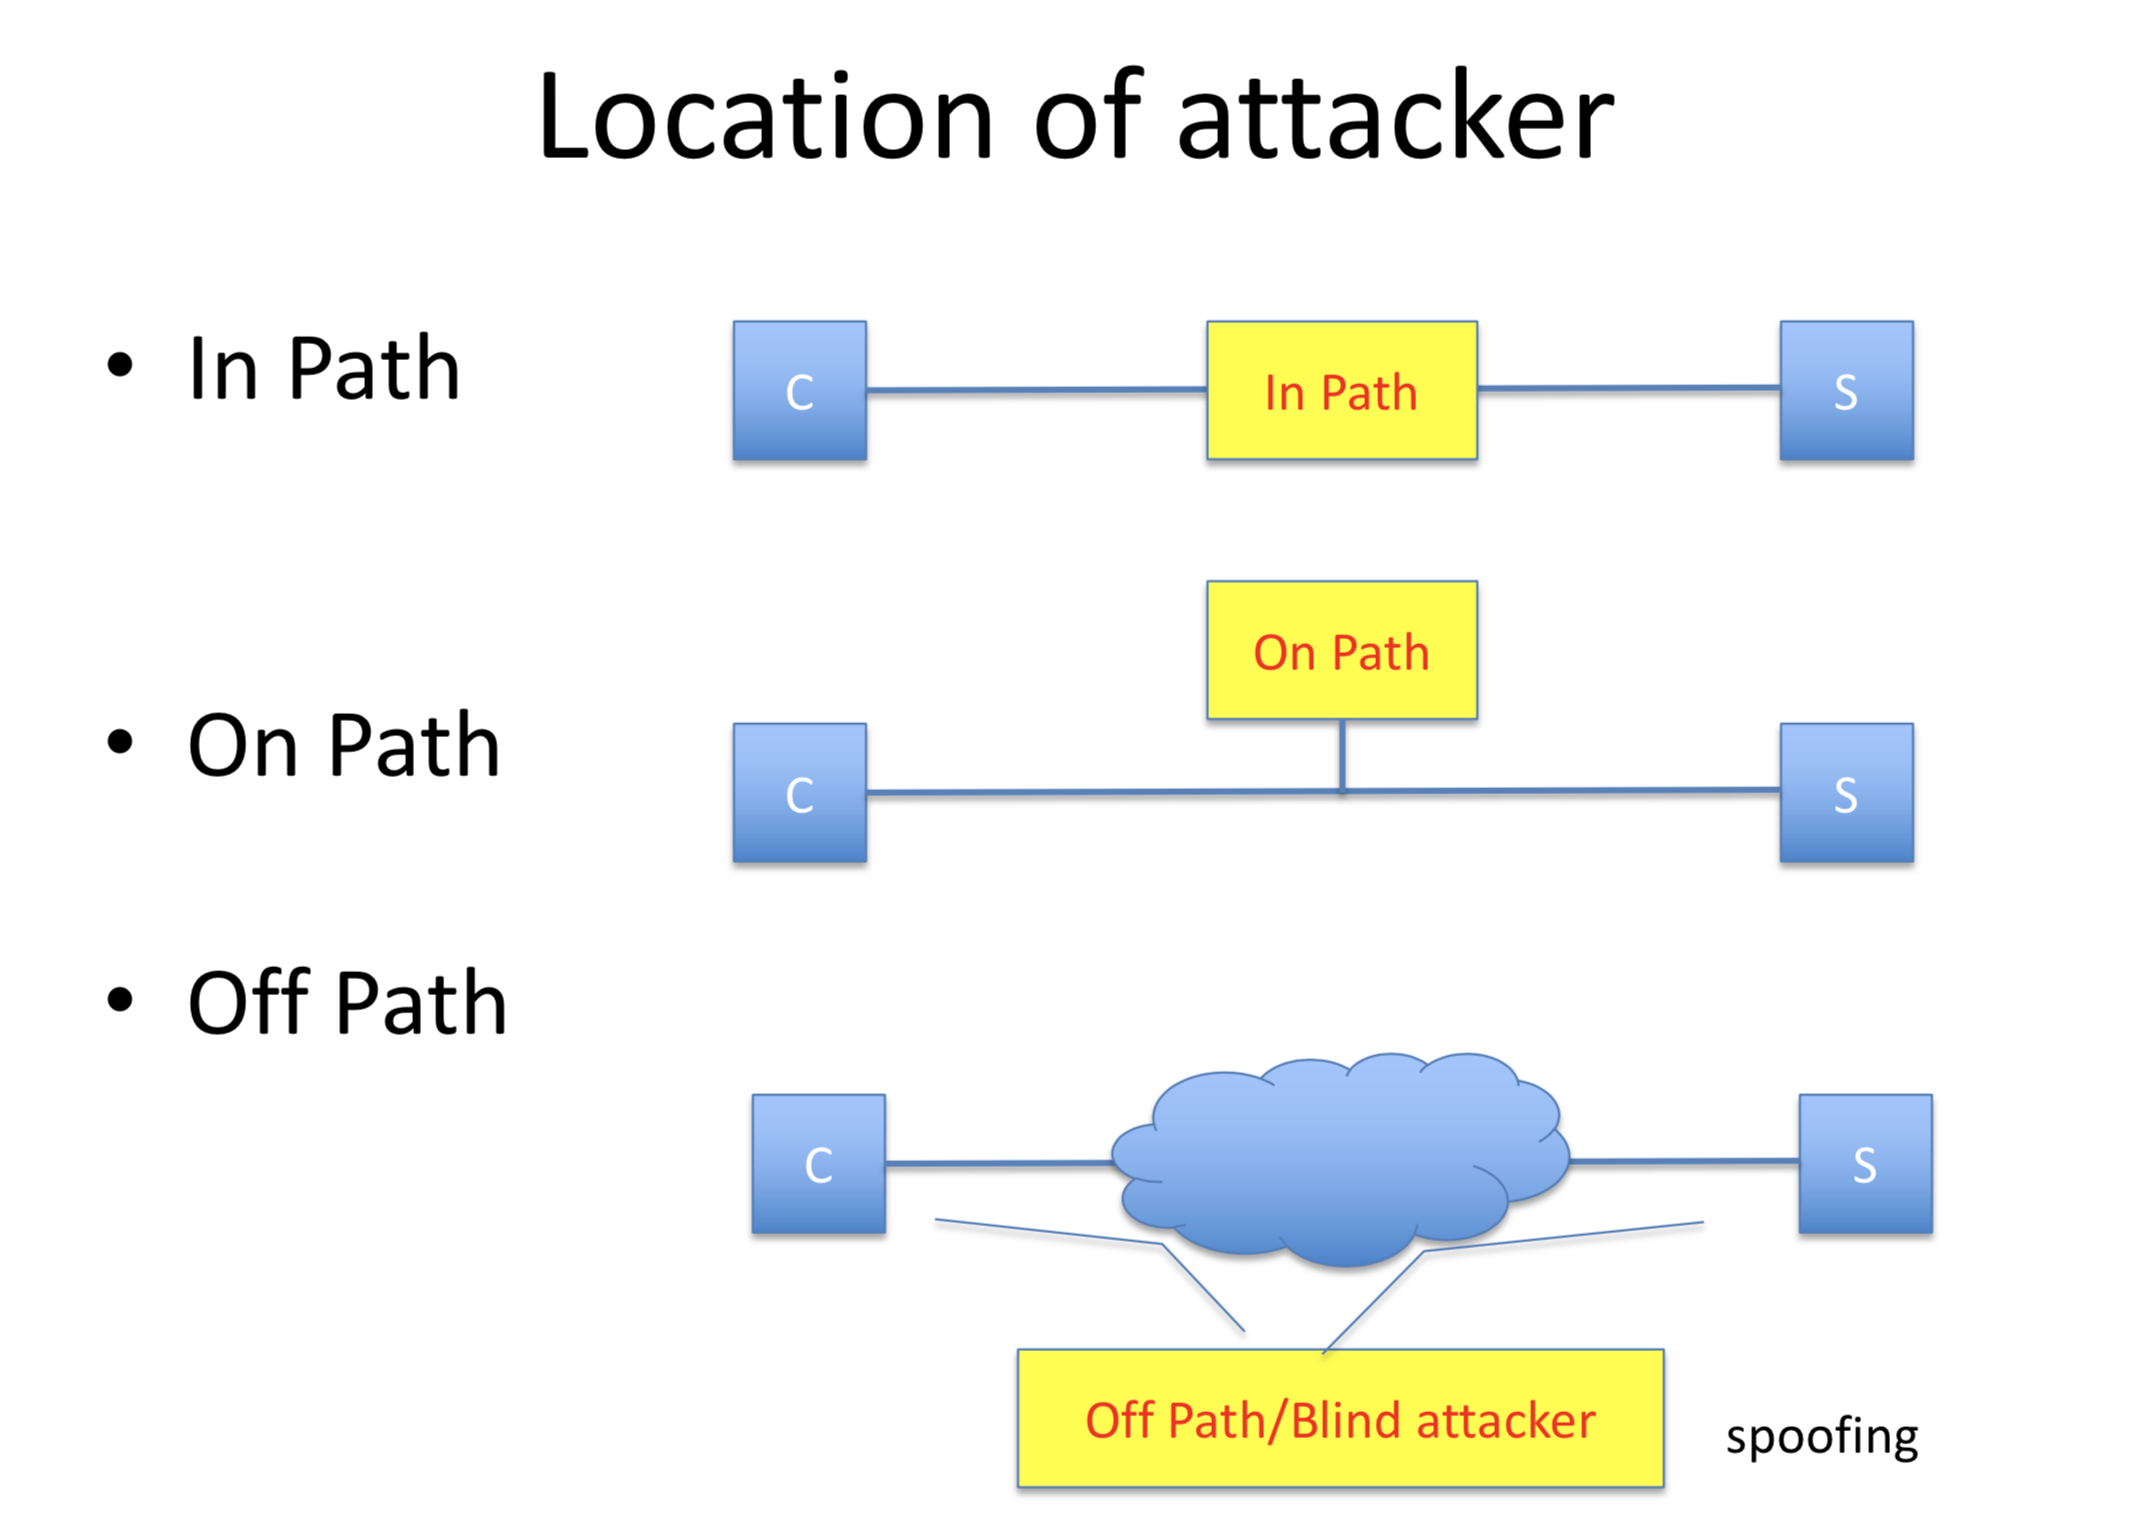 Location of attacker
• In Path
C
In Path
S
On Path
• On Path
C
S
• Off Path
C
S
Off Path/Blind attacker
spoofing